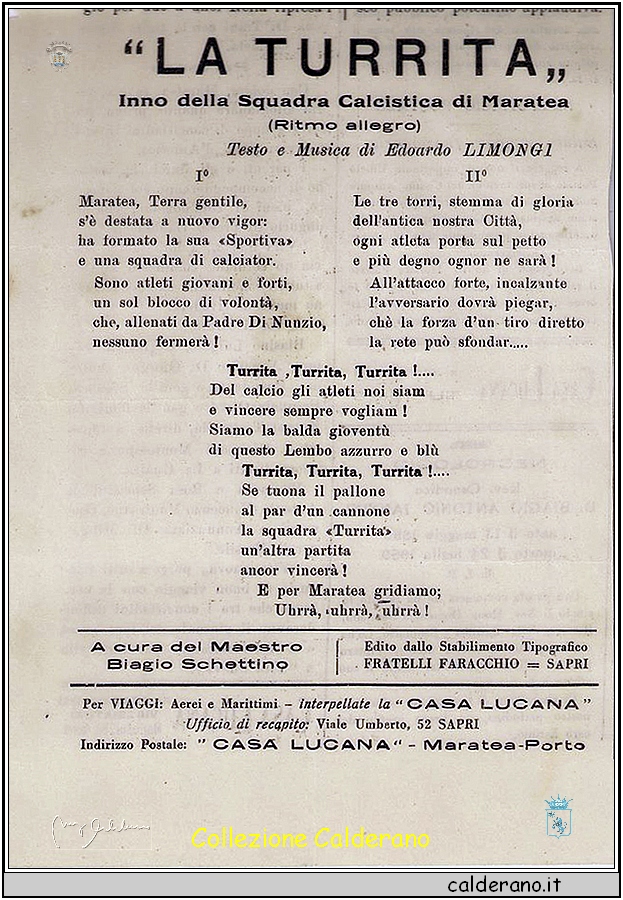 "LA TURRITA„
Inno della Squadra Calcistica di Maratea
(Ritmo allegro)
Testo e Musica di Edoardo LIMONGI
I°
Maratea, Terra gentile,
s'è destata a nuovo vigor:
ha formato la sua «Sportiva»
e una squadra di calciator.
Sono atleti giovani e forti,
un sol blocco di volontà,
che, allenati da Padre Di Nunzio,
nessuno fermerà !
II°
Le tre torri, stemma di gloria
dell'antica nostra Città,
ogni atleta porta sul petto
e più degno ognor ne sarà !
All'attacco forte, incalzante
l'avversario dovrà piegar,
chè la forza d'un tiro diretto
la rete può sfondar.....
Turrita ,Turrita, Turrita !....
Del calcio gli atleti noi siam
e vincere sempre vogliam !
Siamo la balda gioventù
di questo Lembo azzurro e blù
Turrita, Turrita, Turrita !....
Se tuona il pallone
al par d'un cannone
la squadra «Turrita»
un'altra partita
ancor vincerà !
E per Maratea gridiamo;
Uhrrà, uhrrà, uhrrà !
A cura del Maestro
Biagio Schettino
Edito dallo Stabilimento Tipografico
FRATELLI FARACCHIO = SAPRI
Per VIAGGI: Aerei e Marittimi - interpellate la "CASA LUCANA"
Ufficio di recapito: Viale Umberto, 52 SAPRI
Indirizzo Postale: "CASA LUCANA" - Maratea-Porto
Collezione Calderano
calderano.it